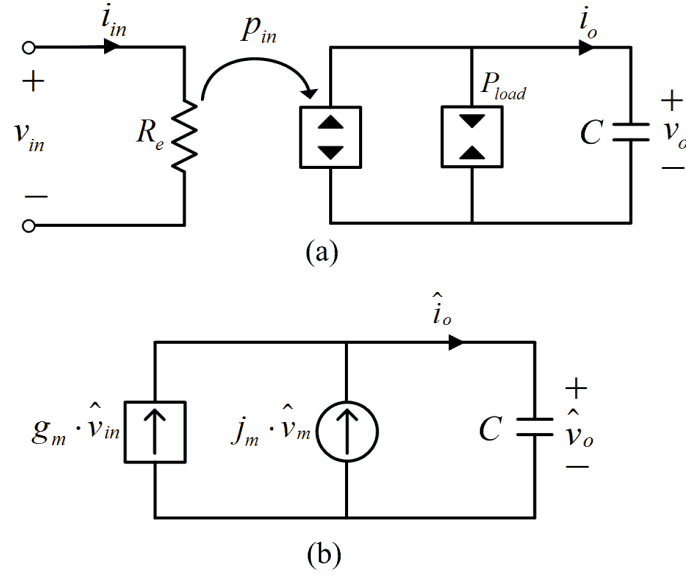 i_in p_in i_o
+ P_load +
v_in R_e C v_o
− −
(a)
î_o
+
g_m · v̂_in j_m · v̂_m C v̂_o
−
(b)